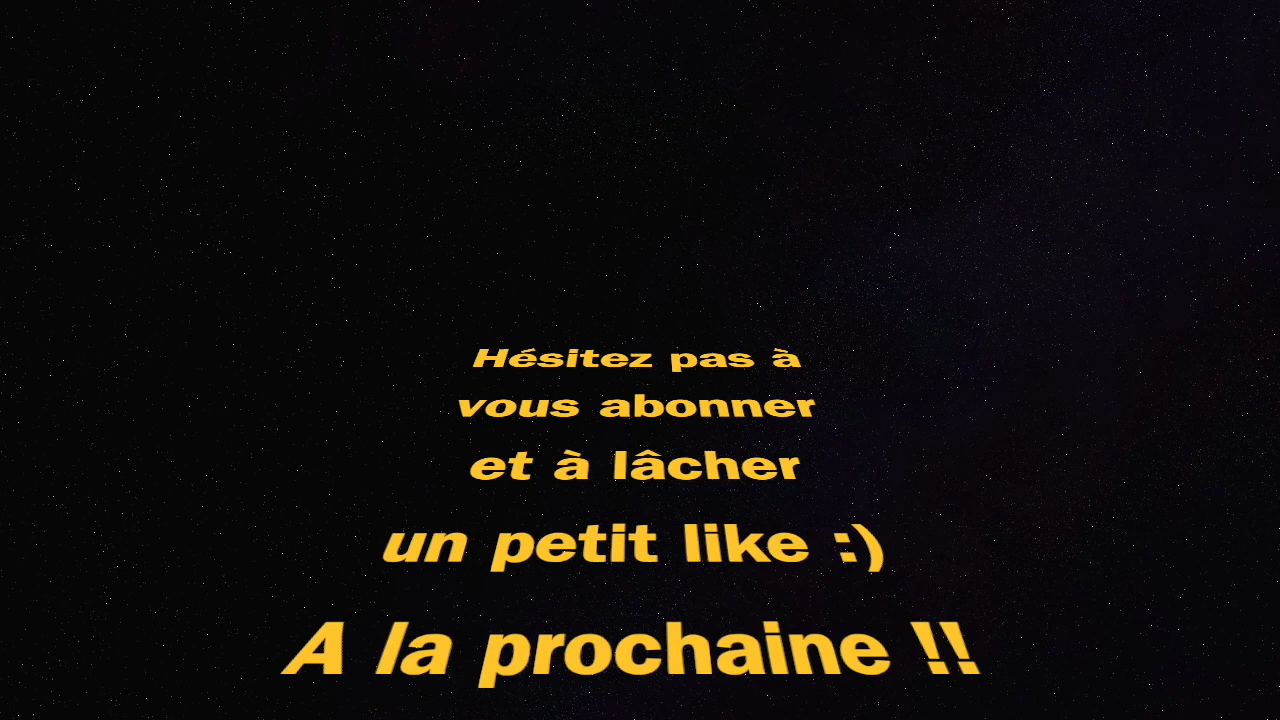 Hésitez pas à
vous abonner
et à lâcher
un petit like :)
A la prochaine !!